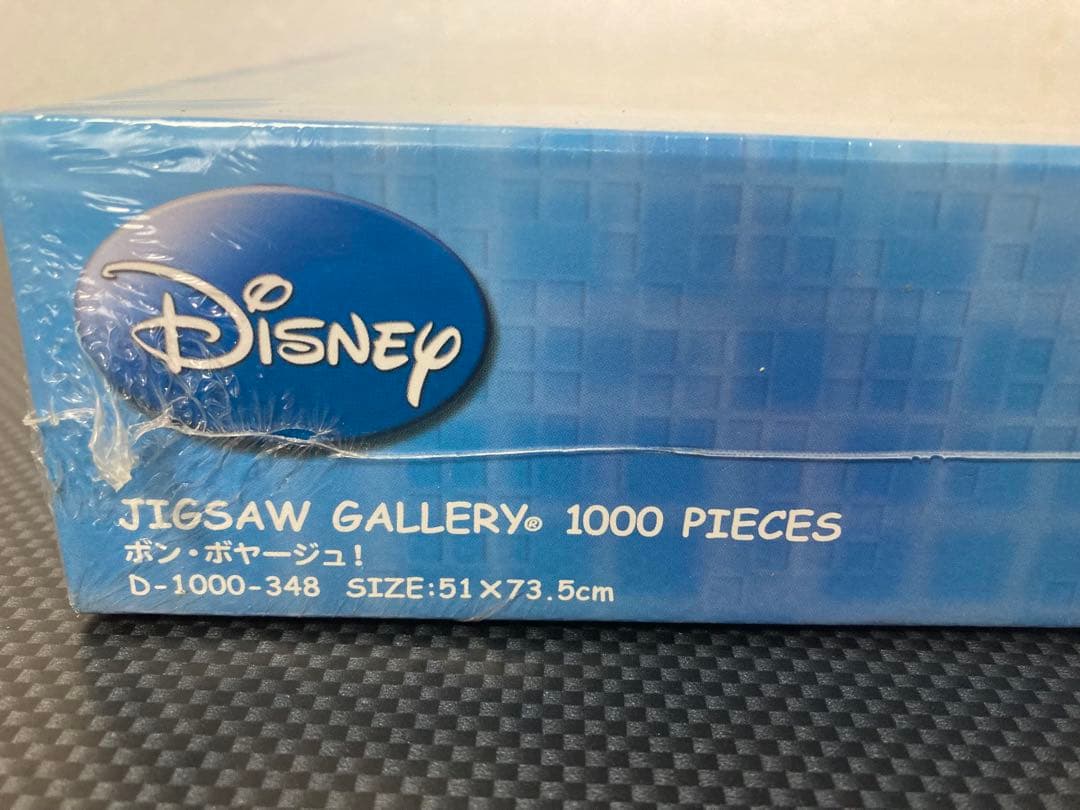 Disney
JIGSAW GALLERY® 1000 PIECES
ボン・ボヤージュ!
D-1000-348 SIZE:51×73.5cm